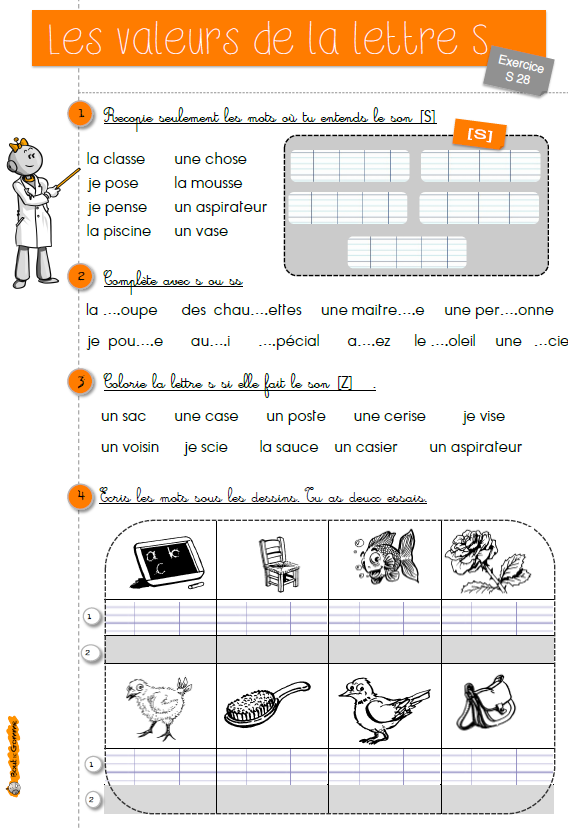 Les valeurs de la lettre S
Exercice
S 28
1 Recopie seulement les mots où tu entends le son [S]
[S]
la classe une chose
je pose la mousse
je pense un aspirateur
la piscine un vase
2 Complète avec s ou ss
la ....oupe des chau....ettes une maitre....e une per....onne
je pou....e au....i ....pécial a....ez le ....oleil une ...cie
3 Colorie la lettre s si elle fait le son [Z] .
un sac une case un poste une cerise je vise
un voisin je scie la sauce un casier un aspirateur
4 Ecris les mots sous les dessins. Tu as deux essais.
a b
c
1
2
1
2
Bout de Gomme